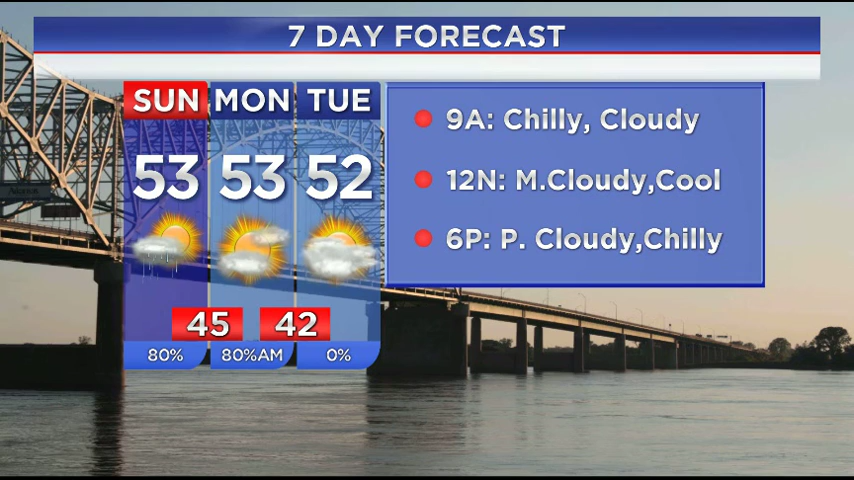 7 DAY FORECAST
SUN MON TUE
53 53 52
45 42
80% 80%AM 0%
9A: Chilly, Cloudy
12N: M.Cloudy,Cool
6P: P. Cloudy,Chilly